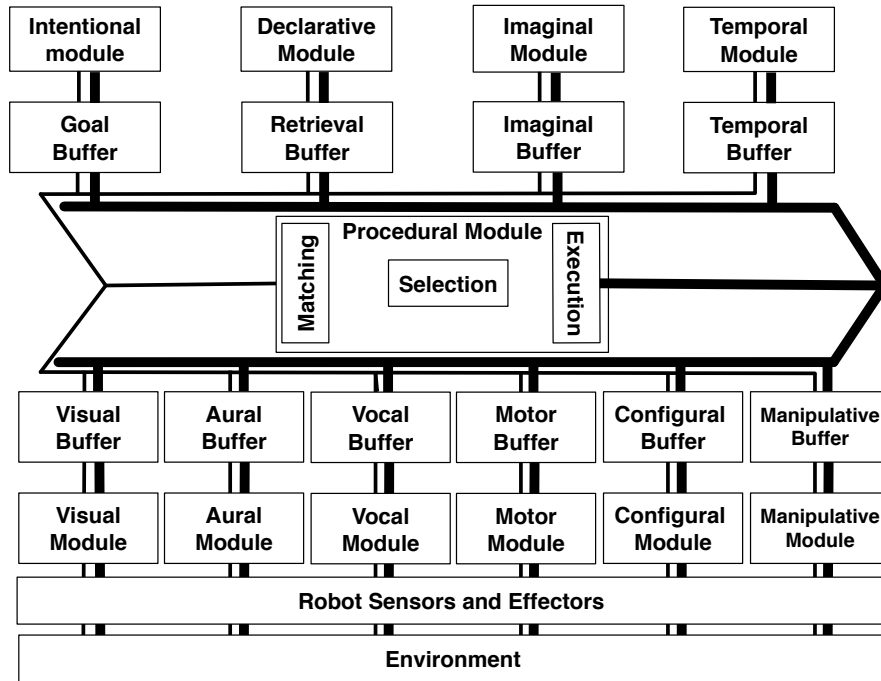 Intentional
module
Declarative
Module
Imaginal
Module
Temporal
Module
Goal
Buffer
Retrieval
Buffer
Imaginal
Buffer
Temporal
Buffer
Procedural Module
Matching
Selection
Execution
Visual
Buffer
Aural
Buffer
Vocal
Buffer
Motor
Buffer
Configural
Buffer
Manipulative
Buffer
Visual
Module
Aural
Module
Vocal
Module
Motor
Module
Configural
Module
Manipulative
Module
Robot Sensors and Effectors
Environment